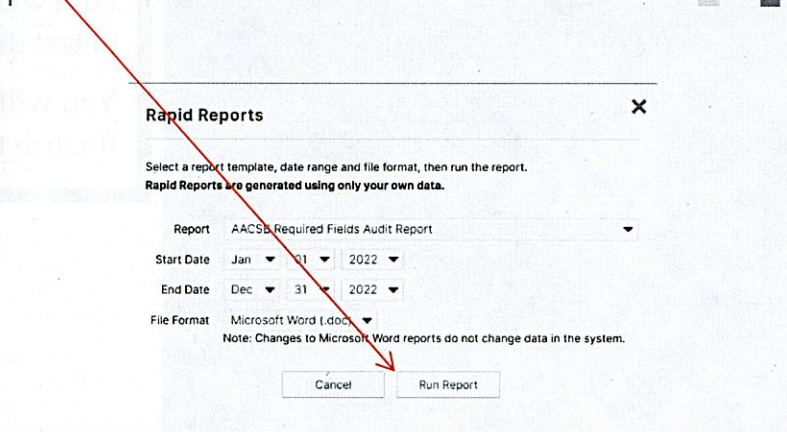 Rapid Reports
Select a report template, date range and file format, then run the report.
Rapid Reports are generated using only your own data.
Report AACSB Required Fields Audit Report
Start Date Jan 01 2022
End Date Dec 31 2022
File Format Microsoft Word (.doc)
Note: Changes to Microsoft Word reports do not change data in the system.
Cancel Run Report